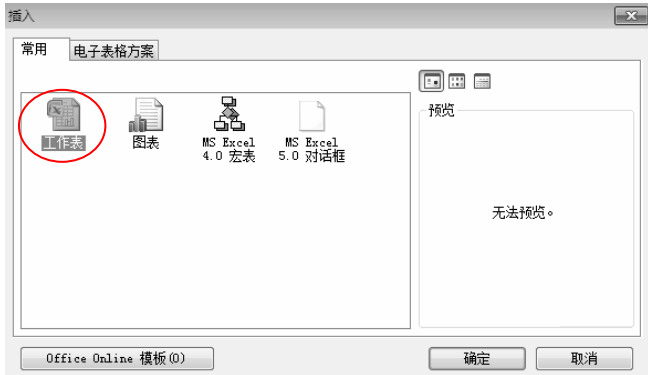 插入
常用
电子表格方案
预览
工作表
图表
MS Excel
4.0 宏表
MS Excel
5.0 对话框
无法预览。
Office Online 模板(O)
确定
取消